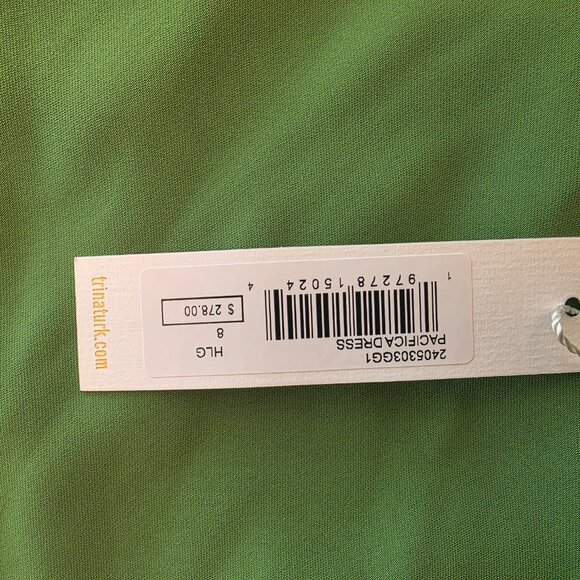 2405303GG1
PACIFICA DRESS
1 97278 15024 4
HLG
8
$ 278.00
trinaturk.com